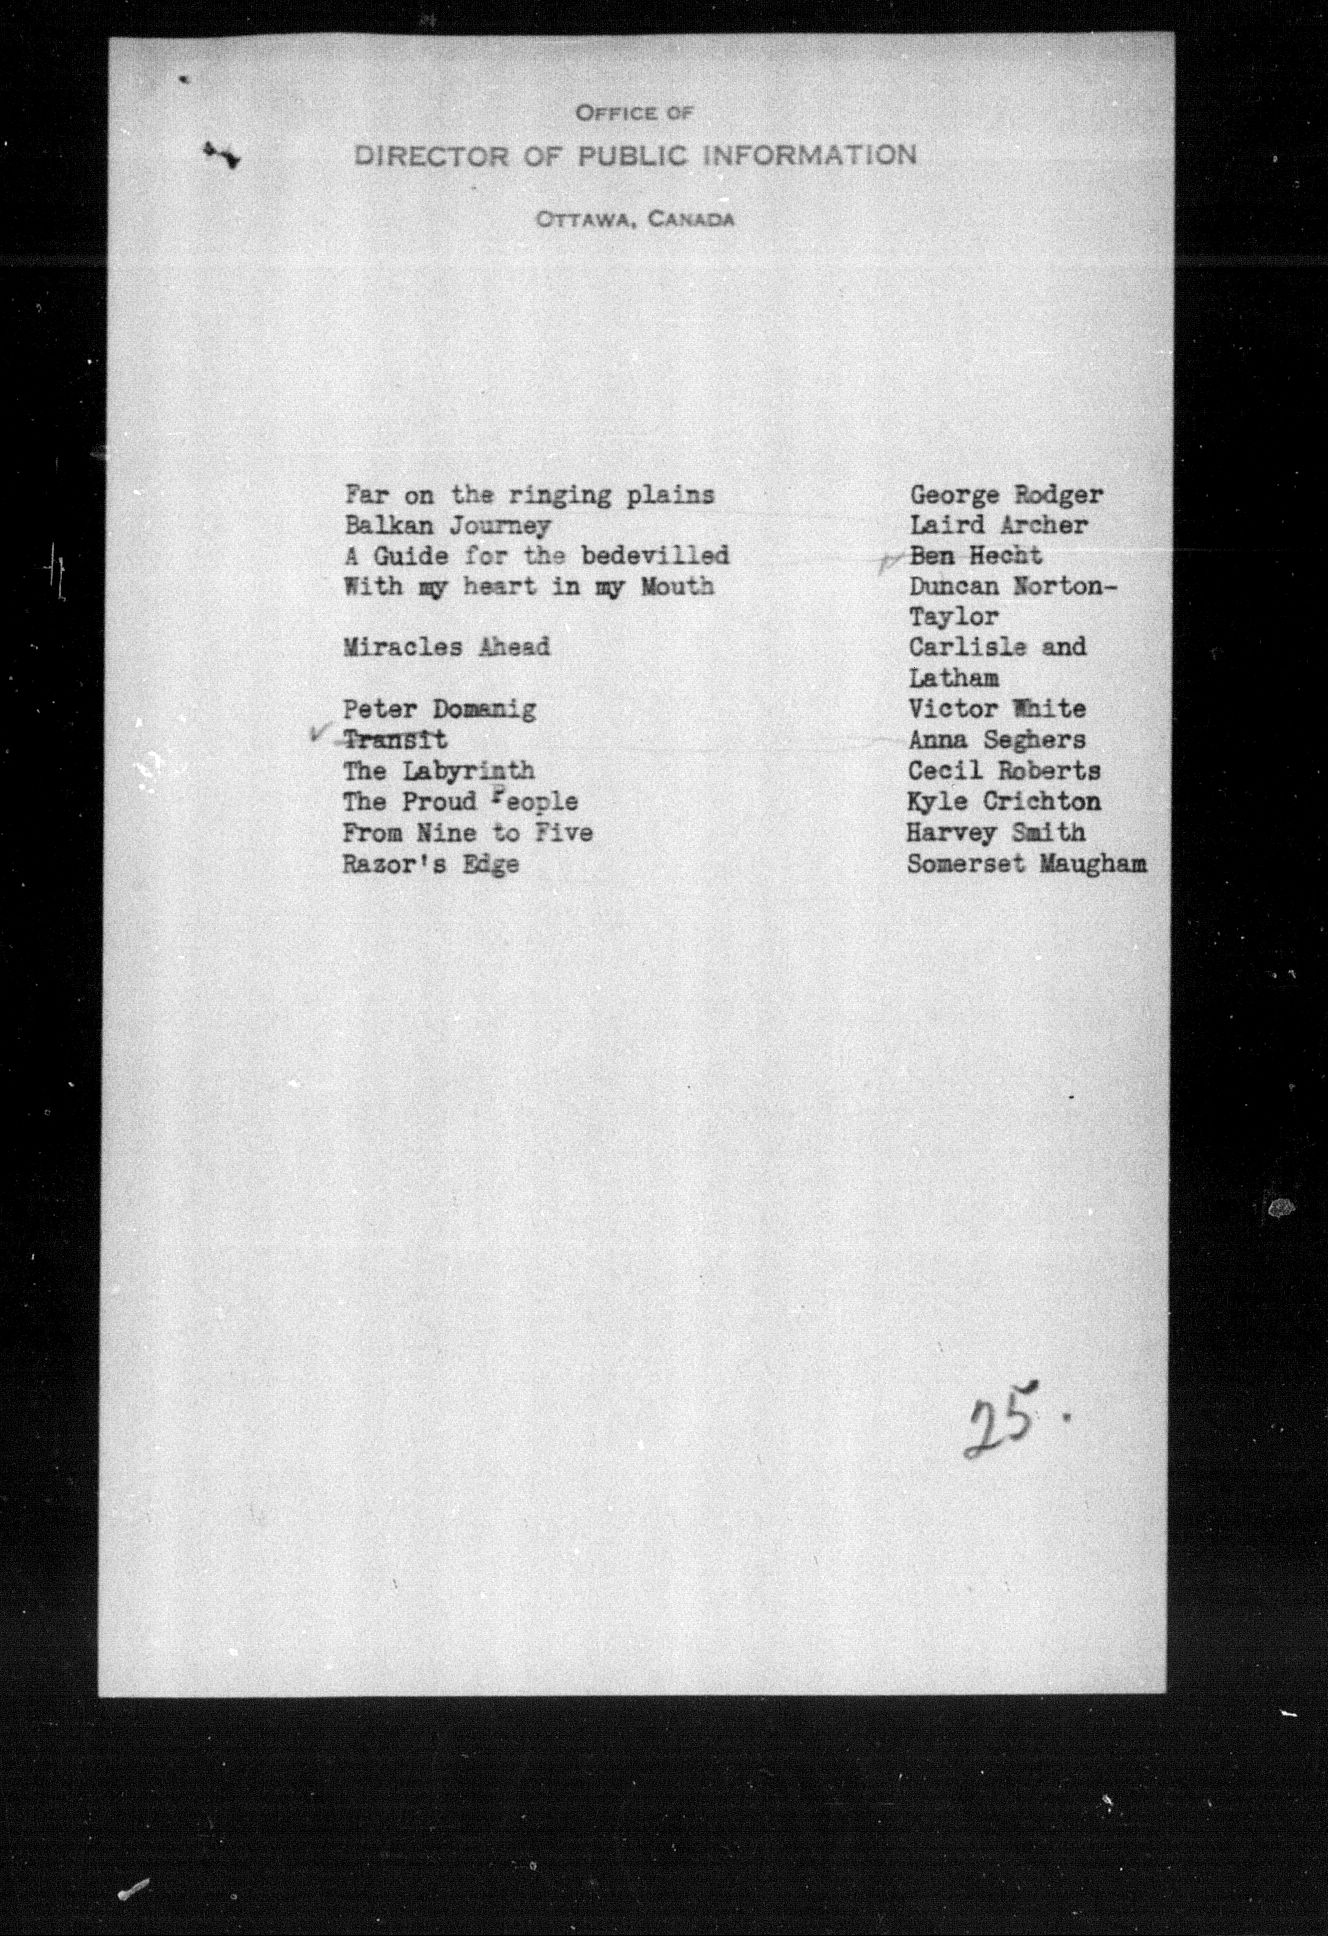 OFFICE OF
DIRECTOR OF PUBLIC INFORMATION
OTTAWA, CANADA
Far on the ringing plains George Rodger
Balkan Journey Laird Archer
A Guide for the bedevilled Ben Hecht
With my heart in my Mouth Duncan Norton-
Taylor
Miracles Ahead Carlisle and
Latham
Peter Domanig Victor White
Transit Anna Seghers
The Labyrinth Cecil Roberts
The Proud People Kyle Crichton
From Nine to Five Harvey Smith
Razor's Edge Somerset Maugham
25.